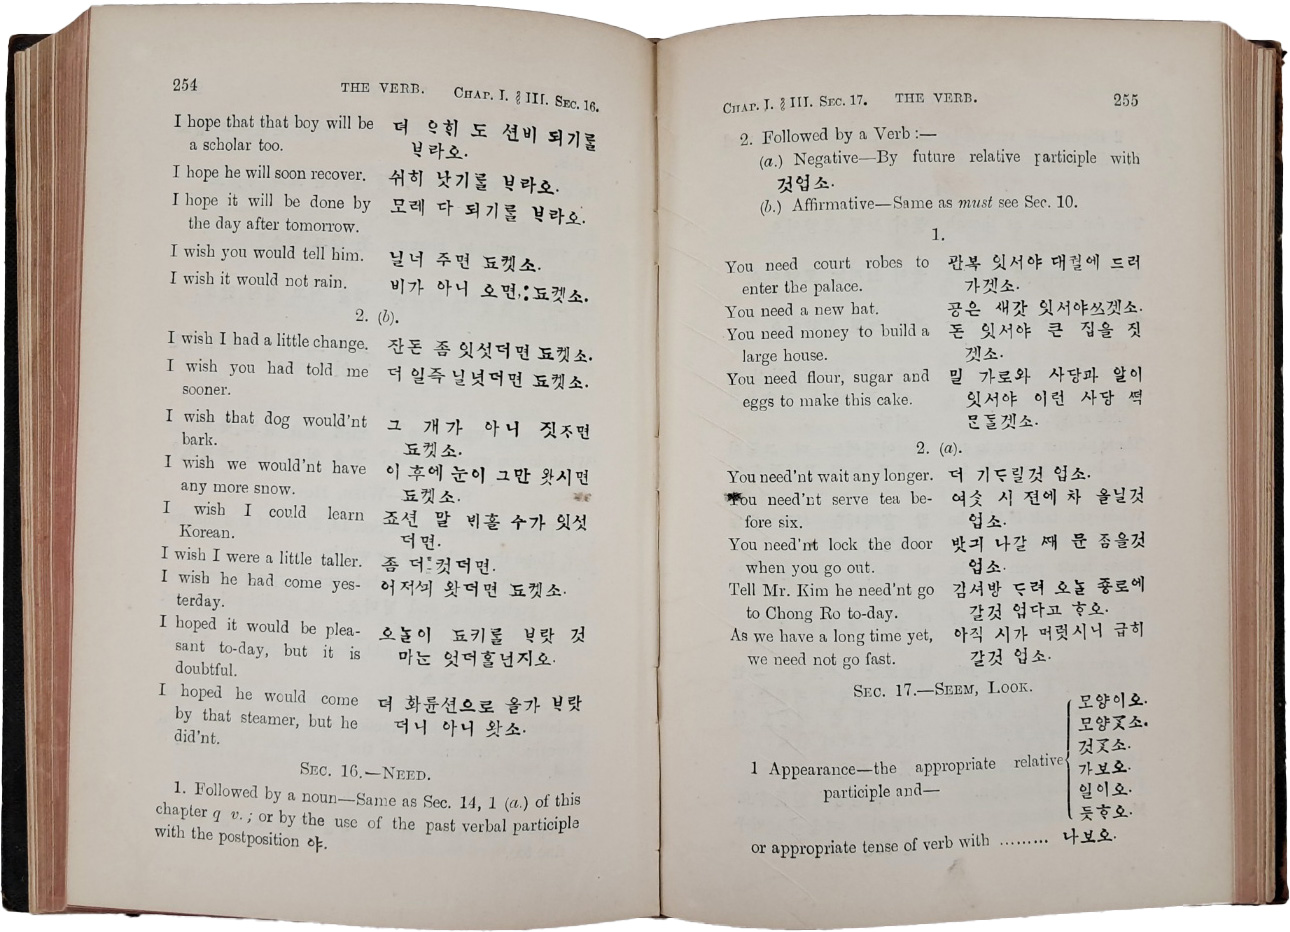 254 THE VERB. CHAP. I. § III. SEC. 16.
I hope that that boy will be
a scholar too.
뎌 ᄋᆞ희 도 션비 되기를
ᄇᆞ라오.
I hope he will soon recover. 쉬히 낫기를 ᄇᆞ라오.
I hope it will be done by
the day after tomorrow.
모레 다 되기를 ᄇᆞ라오.
I wish you would tell him. 닐너 주면 됴켓소.
I wish it would not rain. 비가 아니 오면, 됴켓소.
2. (b).
I wish I had a little change. 잔돈 좀 잇섯더면 됴켓소.
I wish you had told me
sooner.
더 일즉 닐넛더면 됴켓소.
I wish that dog would'nt
bark.
그 개가 아니 짓즈면
됴켓소.
I wish we would'nt have
any more snow.
이 후에 눈이 그만 왓시면
됴켓소.
I wish I could learn
Korean.
죠션 말 ᄇᆡ홀 수가 잇섯
더면.
I wish I were a little taller. 좀 더 컷더면.
I wish he had come yes-
terday.
어저ᄭᅴ 왓더면 됴켓소.
I hoped it would be plea-
sant to-day, but it is
doubtful.
오ᄂᆞᆯ이 됴키를 ᄇᆞ랏 것
마는 엇더ᄒᆞᆯ넌지오.
I hoped he would come
by that steamer, but he
did'nt.
뎌 화륜션으로 올가 ᄇᆞ랏
더니 아니 왓소.
SEC. 16.—NEED.
1. Followed by a noun—Same as Sec. 14, 1 (a.) of this
chapter q v.; or by the use of the past verbal participle
with the postposition 야.
CHAP. I. § III. SEC. 17. THE VERB. 255
2. Followed by a Verb :—
(a.) Negative—By future relative participle with
것업소.
(b.) Affirmative—Same as must see Sec. 10.
1.
You need court robes to
enter the palace.
관복 잇서야 대궐에 드러
가겟소.
You need a new hat. 공은 새갓 잇서야쓰겟소.
You need money to build a
large house.
돈 잇서야 큰 집을 짓
겟소.
You need flour, sugar and
eggs to make this cake.
밀 가로와 사당과 알이
잇서야 이런 사당 ᄯᅥᆨ
ᄆᆞᆫᄃᆞᆯ겟소.
2. (a).
You need'nt wait any longer. 더 기ᄃᆞ릴것 업소.
You need'nt serve tea be-
fore six.
여슷 시 젼에 차 올닐것
업소.
You need'nt lock the door
when you go out.
밧긔 나갈 ᄯᅢ 문 좀을것
업소.
Tell Mr. Kim he need'nt go
to Chong Ro to-day.
김셔방 ᄃᆞ려 오ᄂᆞᆯ 죵로에
갈것 업다고 ᄒᆞ오.
As we have a long time yet,
we need not go fast.
아직 시가 머럿시니 급히
갈것 업소.
SEC. 17.—SEEM, LOOK.
1 Appearance—the appropriate relative
participle and—
모양이오.
모양ᄀᆞᆺ소.
것ᄀᆞᆺ소.
가보오.
일이오.
듯ᄒᆞ오.
or appropriate tense of verb with ......... 나보오.